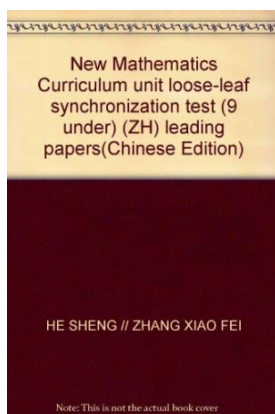 New Mathematics
Curriculum unit loose-leaf
synchronization test (9
under) (ZH) leading
papers(Chinese Edition)
HE SHENG // ZHANG XIAO FEI
Note: This is not the actual book cover